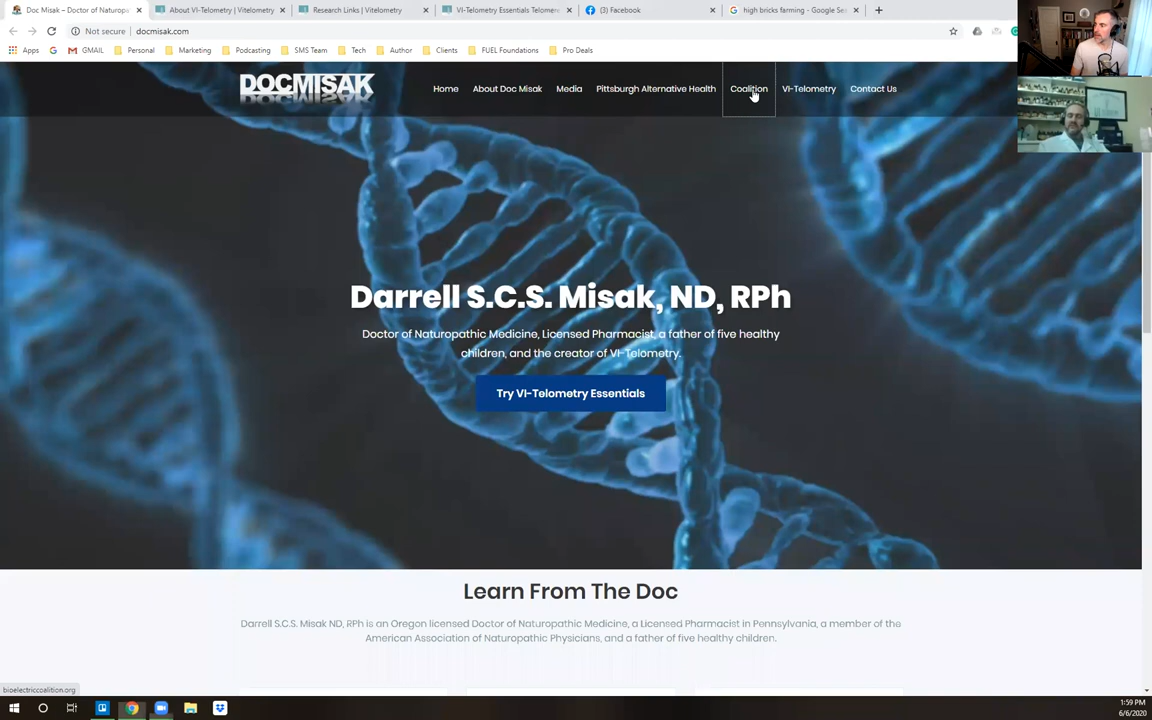 Doc Misak – Doctor of Naturopa
About VI-Telometry | Vitelometry
Research Links | Vitelometry
VI-Telometry Essentials Telomere
(3) Facebook
high bricks farming - Google Sea
Not secure | docmisak.com
Apps
GMAIL
Personal
Marketing
Podcasting
SMS Team
Tech
Author
Clients
FUEL Foundations
Pro Deals
DOCMISAK
Home
About Doc Misak
Media
Pittsburgh Alternative Health
Coalition
VI-Telometry
Contact Us
Darrell S.C.S. Misak, ND, RPh
Doctor of Naturopathic Medicine, Licensed Pharmacist, a father of five healthy
children, and the creator of VI-Telometry.
Try VI-Telometry Essentials
Learn From The Doc
Darrell S.C.S. Misak ND, RPh is an Oregon licensed Doctor of Naturopathic Medicine, a Licensed Pharmacist in Pennsylvania, a member of the
American Association of Naturopathic Physicians, and a father of five healthy children.
bioelectriccoalition.org
1:59 PM
6/6/2020